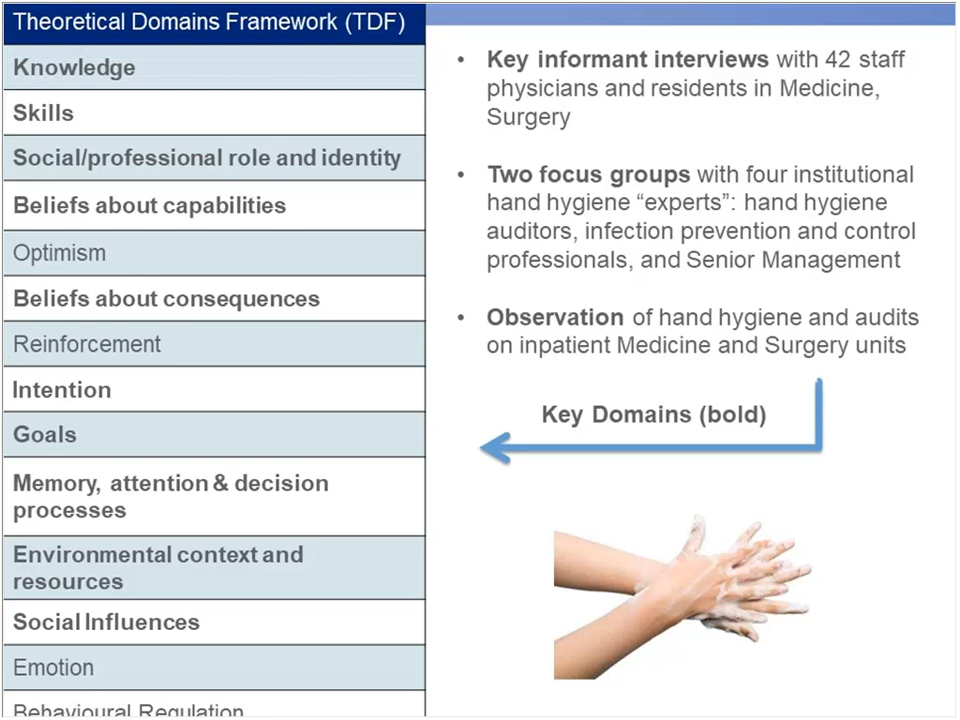 Theoretical Domains Framework (TDF)
Knowledge
Skills
Social/professional role and identity
Beliefs about capabilities
Optimism
Beliefs about consequences
Reinforcement
Intention
Goals
Memory, attention & decision
processes
Environmental context and
resources
Social Influences
Emotion
Behavioural Regulation
• Key informant interviews with 42 staff
physicians and residents in Medicine,
Surgery
• Two focus groups with four institutional
hand hygiene “experts”: hand hygiene
auditors, infection prevention and control
professionals, and Senior Management
• Observation of hand hygiene and audits
on inpatient Medicine and Surgery units
Key Domains (bold)